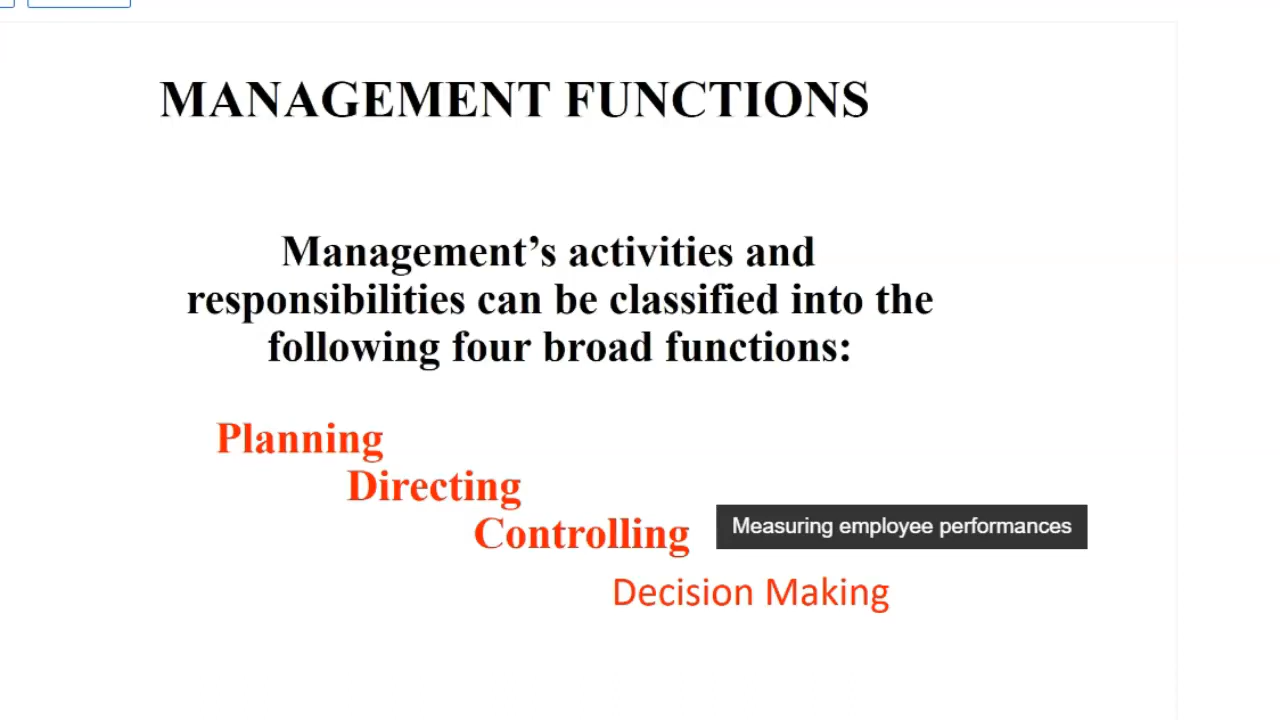 MANAGEMENT FUNCTIONS
Management’s activities and
responsibilities can be classified into the
following four broad functions:
Planning
Directing
Controlling
Measuring employee performances
Decision Making